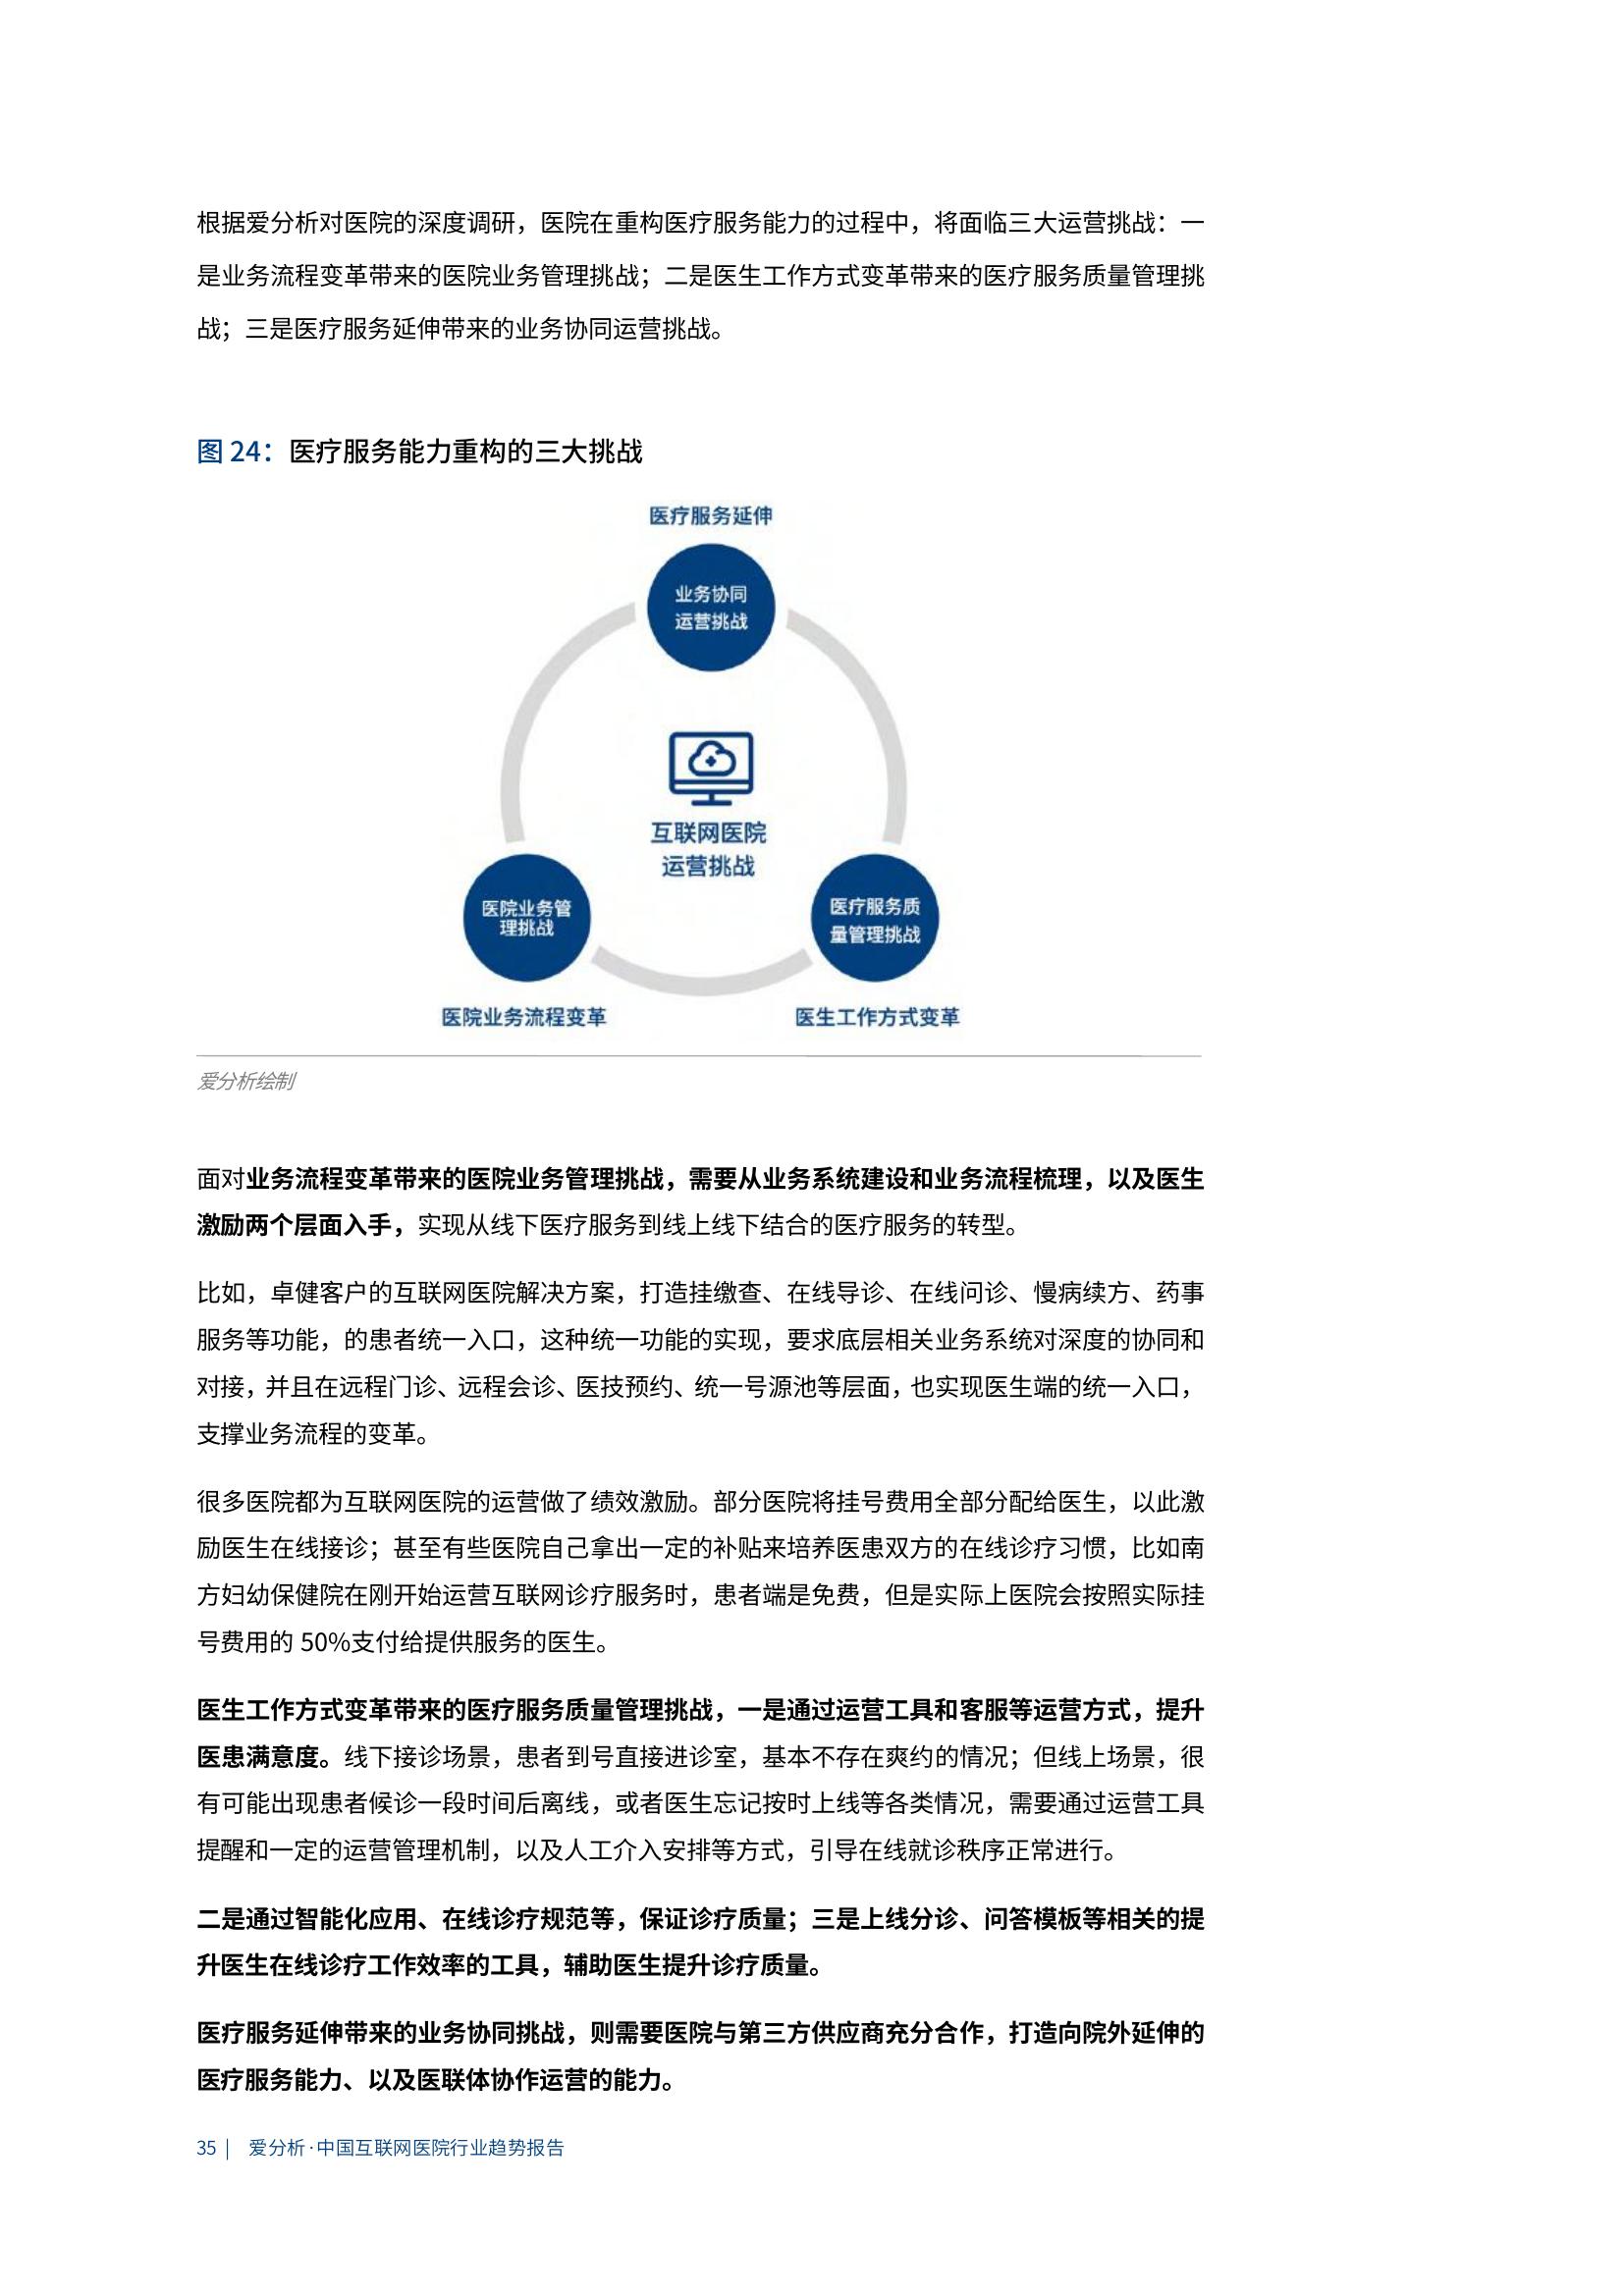 根据爱分析对医院的深度调研，医院在重构医疗服务能力的过程中，将面临三大运营挑战：一
是业务流程变革带来的医院业务管理挑战；二是医生工作方式变革带来的医疗服务质量管理挑
战；三是医疗服务延伸带来的业务协同运营挑战。
图 24：医疗服务能力重构的三大挑战
医疗服务延伸
业务协同
运营挑战
互联网医院
运营挑战
医院业务管
理挑战
医疗服务质
量管理挑战
医院业务流程变革
医生工作方式变革
爱分析绘制
面对业务流程变革带来的医院业务管理挑战，需要从业务系统建设和业务流程梳理，以及医生
激励两个层面入手，实现从线下医疗服务到线上线下结合的医疗服务的转型。
比如，卓健客户的互联网医院解决方案，打造挂缴查、在线导诊、在线问诊、慢病续方、药事
服务等功能，的患者统一入口，这种统一功能的实现，要求底层相关业务系统对深度的协同和
对接，并且在远程门诊、远程会诊、医技预约、统一号源池等层面，也实现医生端的统一入口，
支撑业务流程的变革。
很多医院都为互联网医院的运营做了绩效激励。部分医院将挂号费用全部分配给医生，以此激
励医生在线接诊；甚至有些医院自己拿出一定的补贴来培养医患双方的在线诊疗习惯，比如南
方妇幼保健院在刚开始运营互联网诊疗服务时，患者端是免费，但是实际上医院会按照实际挂
号费用的 50%支付给提供服务的医生。
医生工作方式变革带来的医疗服务质量管理挑战，一是通过运营工具和客服等运营方式，提升
医患满意度。线下接诊场景，患者到号直接进诊室，基本不存在爽约的情况；但线上场景，很
有可能出现患者候诊一段时间后离线，或者医生忘记按时上线等各类情况，需要通过运营工具
提醒和一定的运营管理机制，以及人工介入安排等方式，引导在线就诊秩序正常进行。
二是通过智能化应用、在线诊疗规范等，保证诊疗质量；三是上线分诊、问答模板等相关的提
升医生在线诊疗工作效率的工具，辅助医生提升诊疗质量。
医疗服务延伸带来的业务协同挑战，则需要医院与第三方供应商充分合作，打造向院外延伸的
医疗服务能力、以及医联体协作运营的能力。
35 | 爱分析·中国互联网医院行业趋势报告